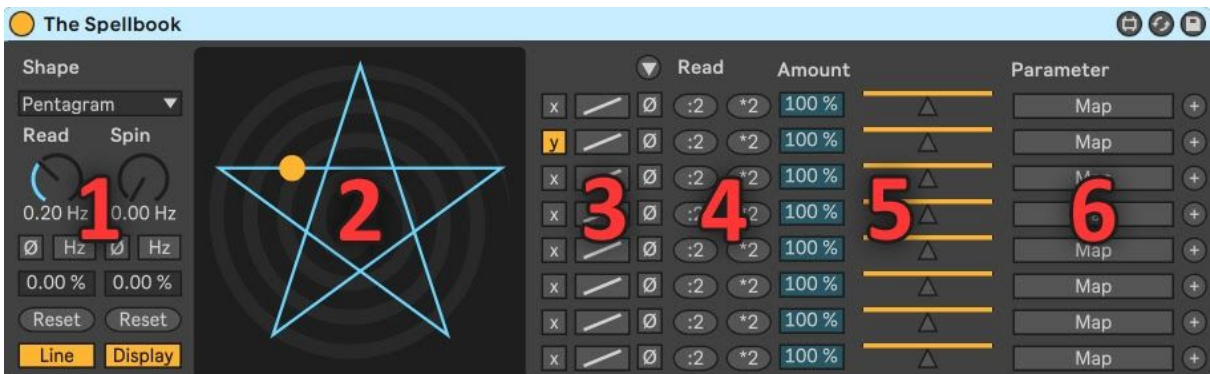 The Spellbook
Shape
Pentagram
Read Spin
0.20 Hz 0.00 Hz
Ø Hz Ø Hz
0.00 % 0.00 %
Reset Reset
Line Display
1
2
3
4
5
6
Read Amount Parameter
x Ø :2 *2 100 % Map +
y Ø :2 *2 100 % Map +
x Ø :2 *2 100 % Map +
x Ø :2 *2 100 % +
x Ø :2 *2 100 % Map +
x Ø :2 *2 100 % Map +
x Ø :2 *2 100 % Map +
x Ø :2 *2 100 % Map +